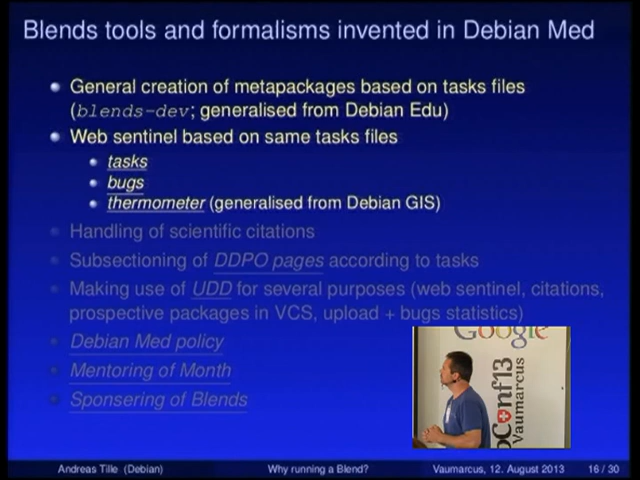 Blends tools and formalisms invented in Debian Med
General creation of metapackages based on tasks files
(blends-dev; generalised from Debian Edu)
Web sentinel based on same tasks files
tasks
bugs
thermometer (generalised from Debian GIS)
Handling of scientific citations
Subsectioning of DDPO pages according to tasks
Making use of UDD for several purposes (web sentinel, citations,
prospective packages in VCS, upload + bugs statistics)
Debian Med policy
Mentoring of Month
Sponsering of Blends
Google
Conf13
Vaumarcus
Andreas Tille (Debian)
Why running a Blend?
Vaumarcus, 12. August 2013
16 / 30